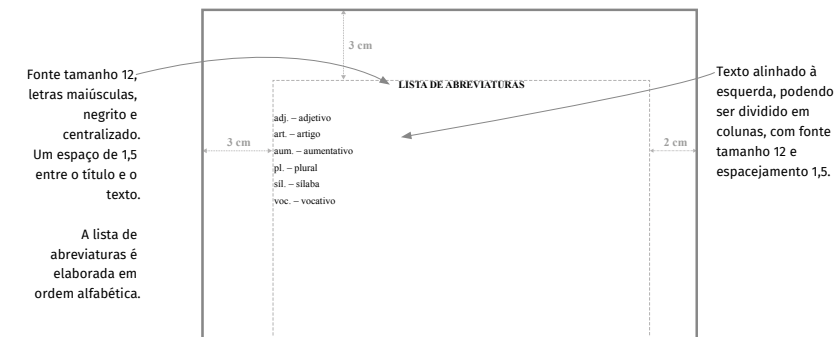 3 cm
Fonte tamanho 12,
letras maiúsculas,
negrito e
centralizado.
Um espaço de 1,5
entre o título e o
texto.
A lista de
abreviaturas é
elaborada em
ordem alfabética.
LISTA DE ABREVIATURAS
adj. – adjetivo
art. – artigo
aum. – aumentativo
pl. – plural
sil. – sílaba
voc. – vocativo
3 cm
2 cm
Texto alinhado à
esquerda, podendo
ser dividido em
colunas, com fonte
tamanho 12 e
espacejamento 1,5.